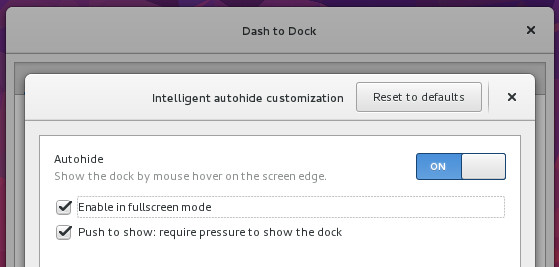 Dash to Dock
Intelligent autohide customization Reset to defaults
Autohide
ON
Show the dock by mouse hover on the screen edge.
Enable in fullscreen mode
Push to show: require pressure to show the dock